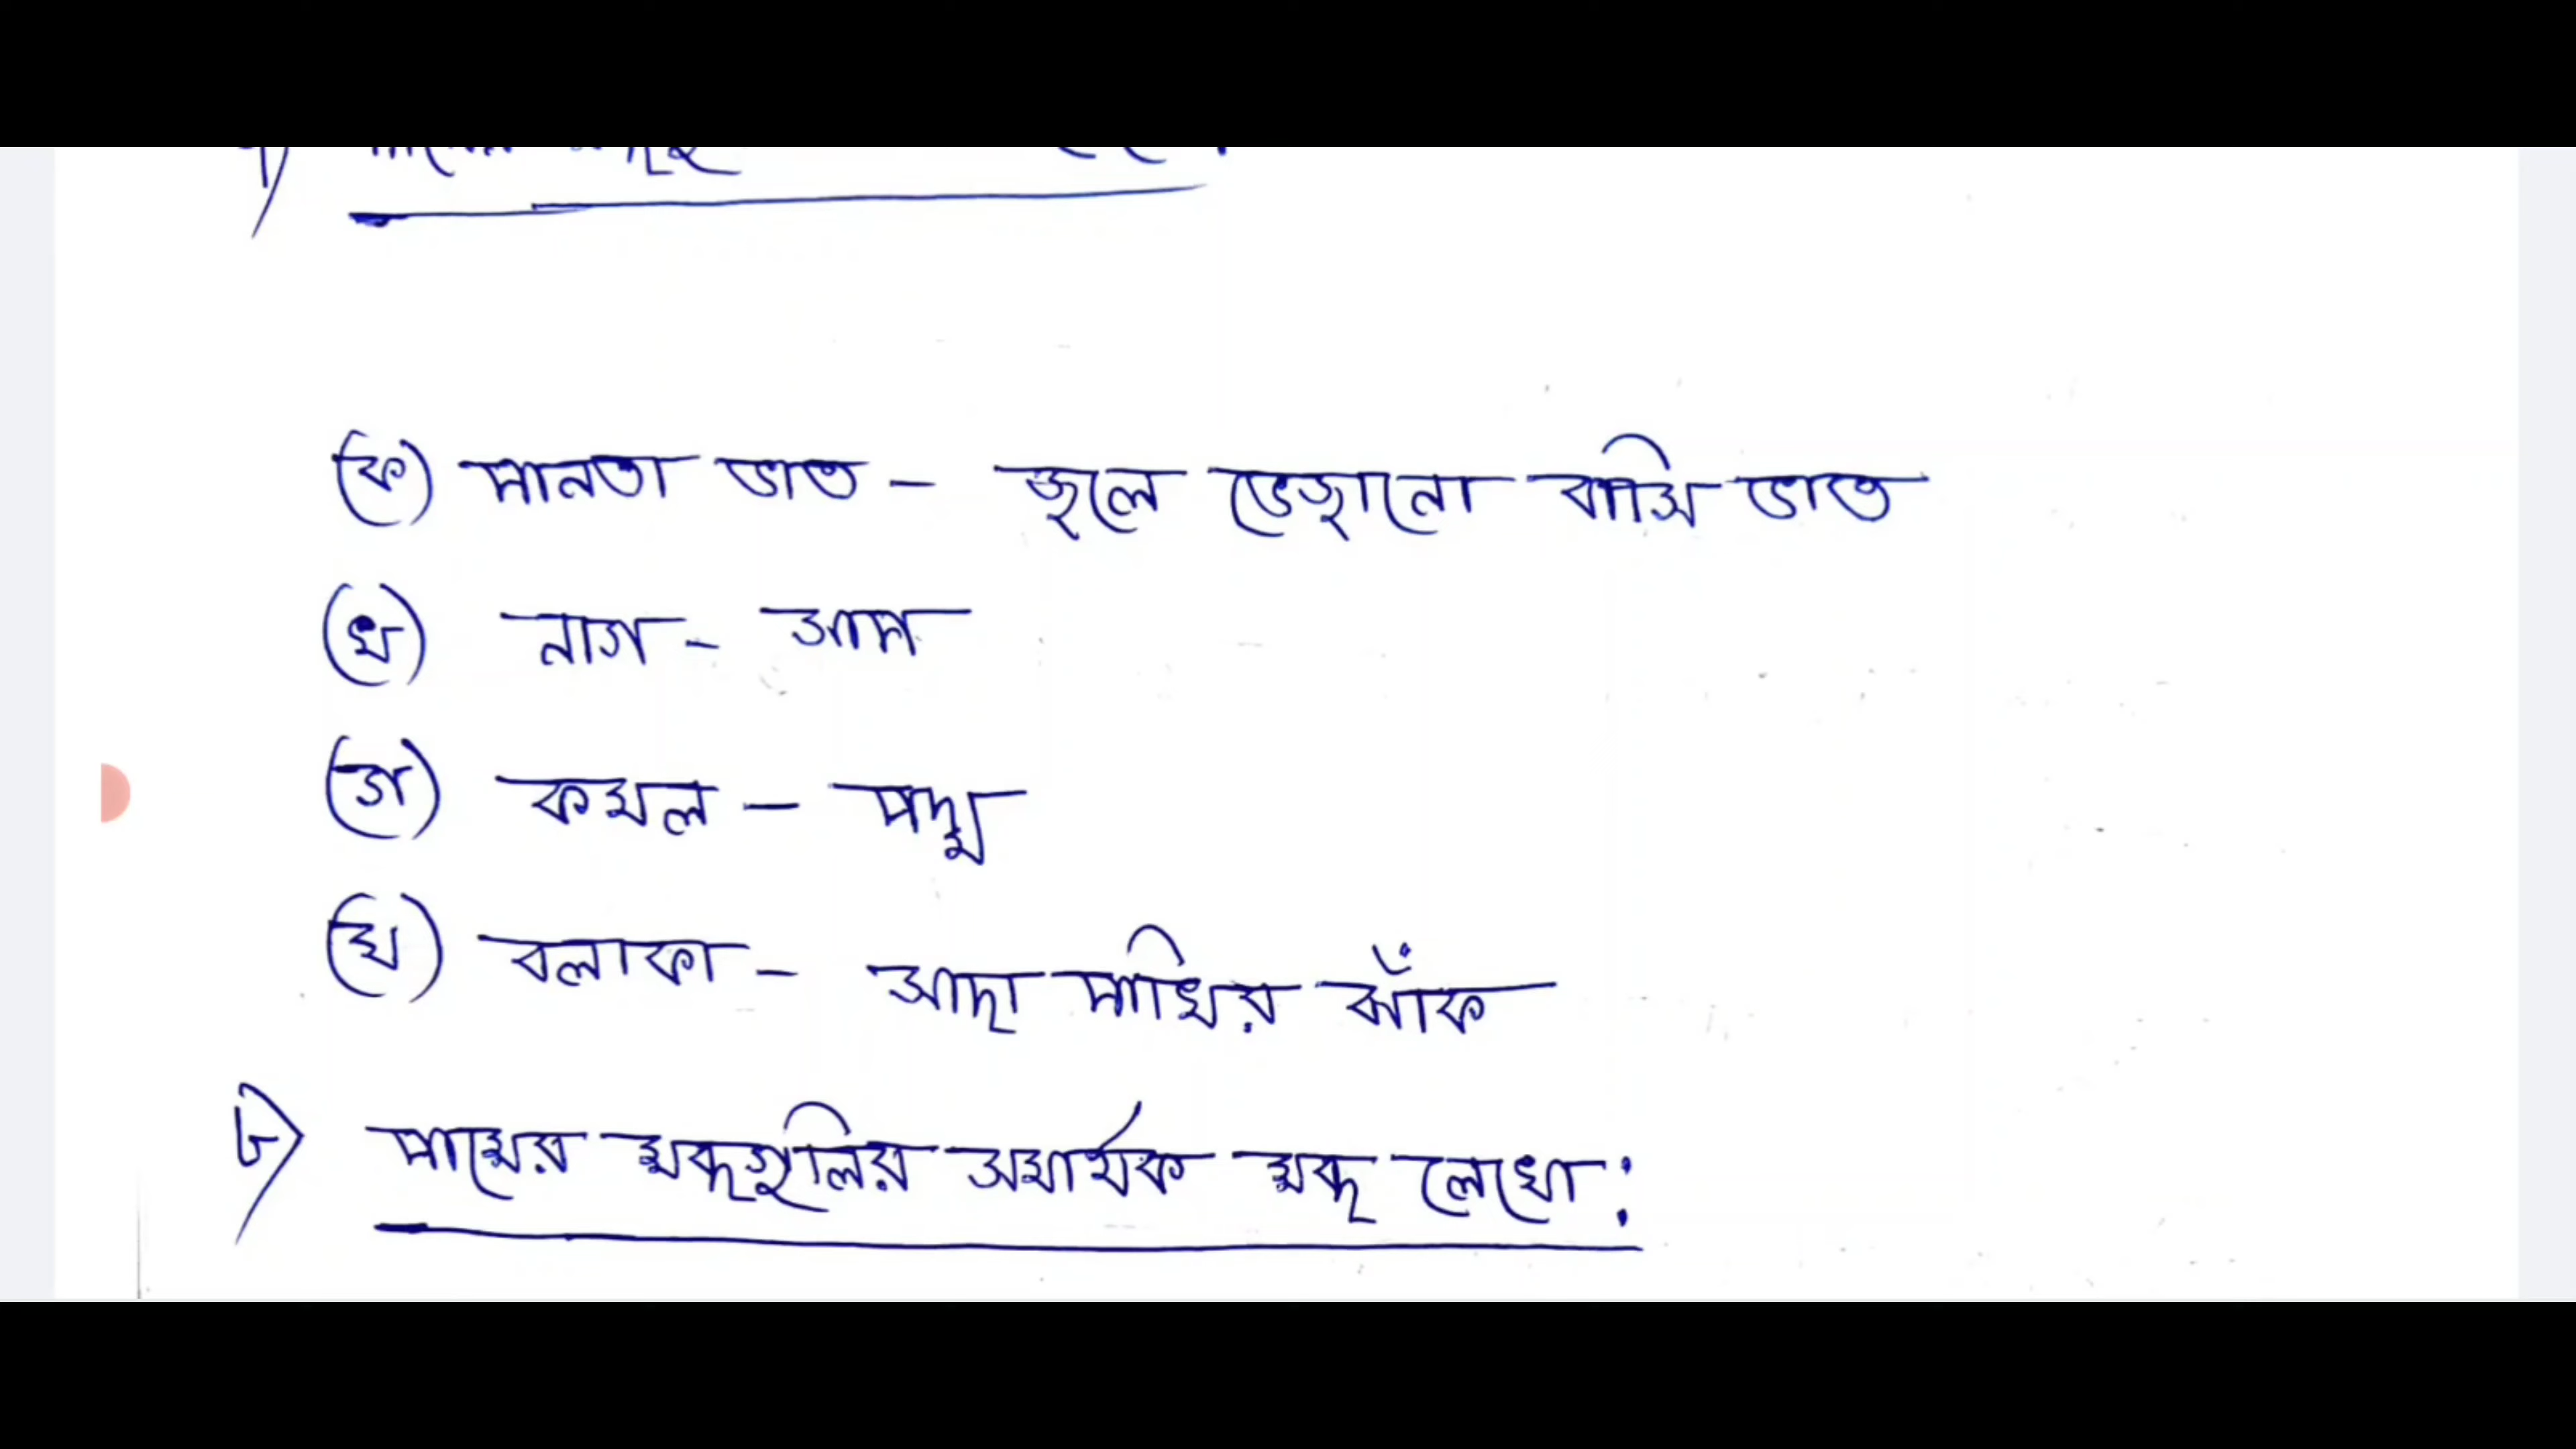 (ক) পানতা ভাত – জলে ভেজানো বাসি ভাত
(খ) নাগ – সাপ
(গ) কমল – পদ্ম
(ঘ) বলাকা – সাদা পাখির ঝাঁক
৮) পাশের শব্দগুলির সমার্থক শব্দ লেখো: